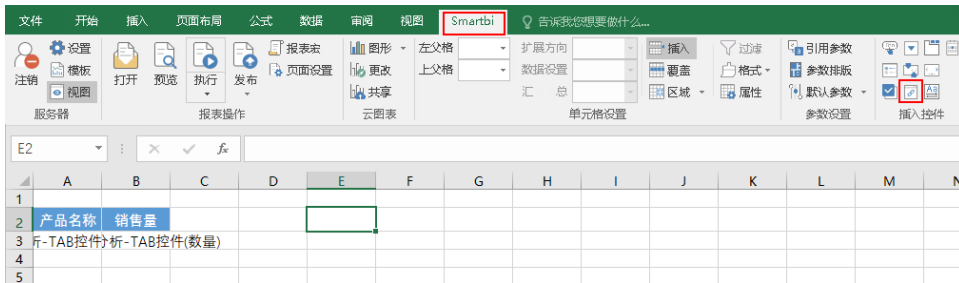 文件 开始 插入 页面布局 公式 数据 审阅 视图 Smartbi 告诉我您想要做什么...
设置 报表宏 图形 左父格 扩展方向 插入 过滤 引用参数
模板 页面设置 更改 上父格 数据设置 覆盖 格式 参数排版
注销 视图 打开 预览 执行 发布 共享 汇 总 区域 属性 默认参数
服务器 报表操作 云图表 单元格设置 参数设置 插入控件
E2 fx
A B C D E F G H I J K L M N
1
2 产品名称 销售量
3 析-TAB控件 分析-TAB控件(数量)
4
5